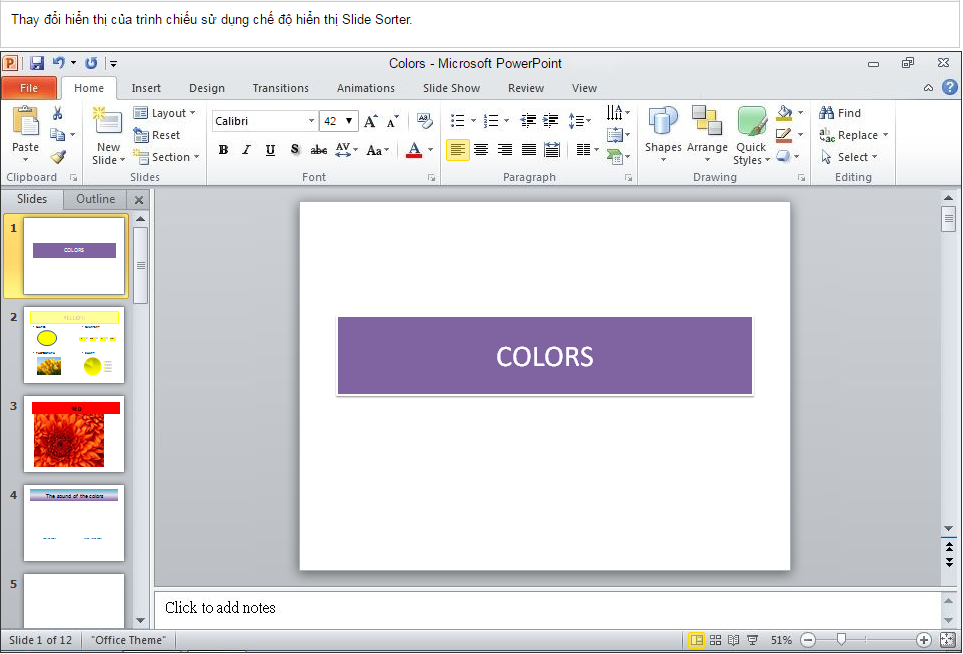 Thay đổi hiển thị của trình chiếu sử dụng chế độ hiển thị Slide Sorter.
Colors - Microsoft PowerPoint
File Home Insert Design Transitions Animations Slide Show Review View
Paste
New Slide
Layout
Reset
Section
Calibri 42
B I U S abc AV Aa A
Shapes Arrange Quick Styles
Find
Replace
Select
Clipboard Slides Font Paragraph Drawing Editing
Slides Outline
1
COLORS
2
YELLOW
3
RED
4
The sound of the colors
5
COLORS
Click to add notes
Slide 1 of 12 "Office Theme" 51%